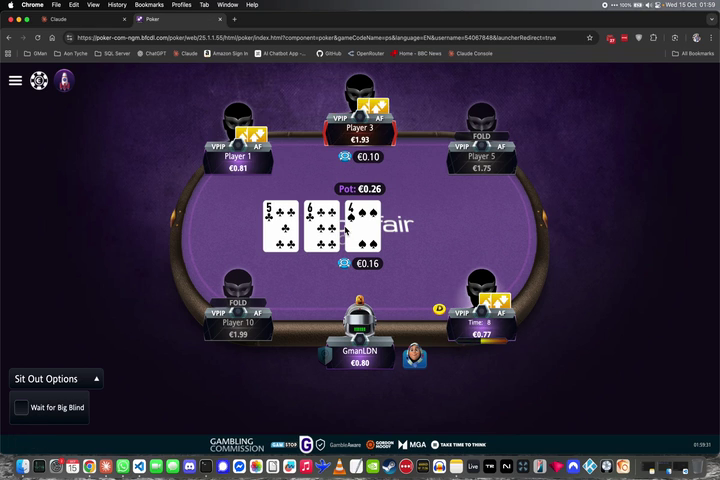 Chrome File Edit View History Bookmarks Profiles Tab Window Help
100% Wed 15 Oct 01:59
Claude
Poker
https://poker-com-ngm.bfcdl.com/poker/web/25.1.1.55/html/poker/index.html?component=poker&gameCodeName=ps&language=EN&username=54067848&launcherRedirect=true
GMan Aon Tyche SQL Server ChatGPT Claude Amazon Sign In AI Chatbot App -... GitHub OpenRouter Home - BBC News Claude Console All Bookmarks
VPIP AF
Player 3
€1.93
VPIP AF
Player 1
€0.81
FOLD
VPIP AF
Player 5
€1.75
€0.10
Pot: €0.26
5 6 4
fair
€0.16
FOLD
VPIP AF
Player 10
€1.99
D
VPIP AF
Time: 8
€0.77
GmanLDN
€0.80
Sit Out Options
Wait for Big Blind
GAMBLING COMMISSION GAMSTOP G GambleAware GORDON MOODY MGA TAKE TIME TO THINK
01:59:31